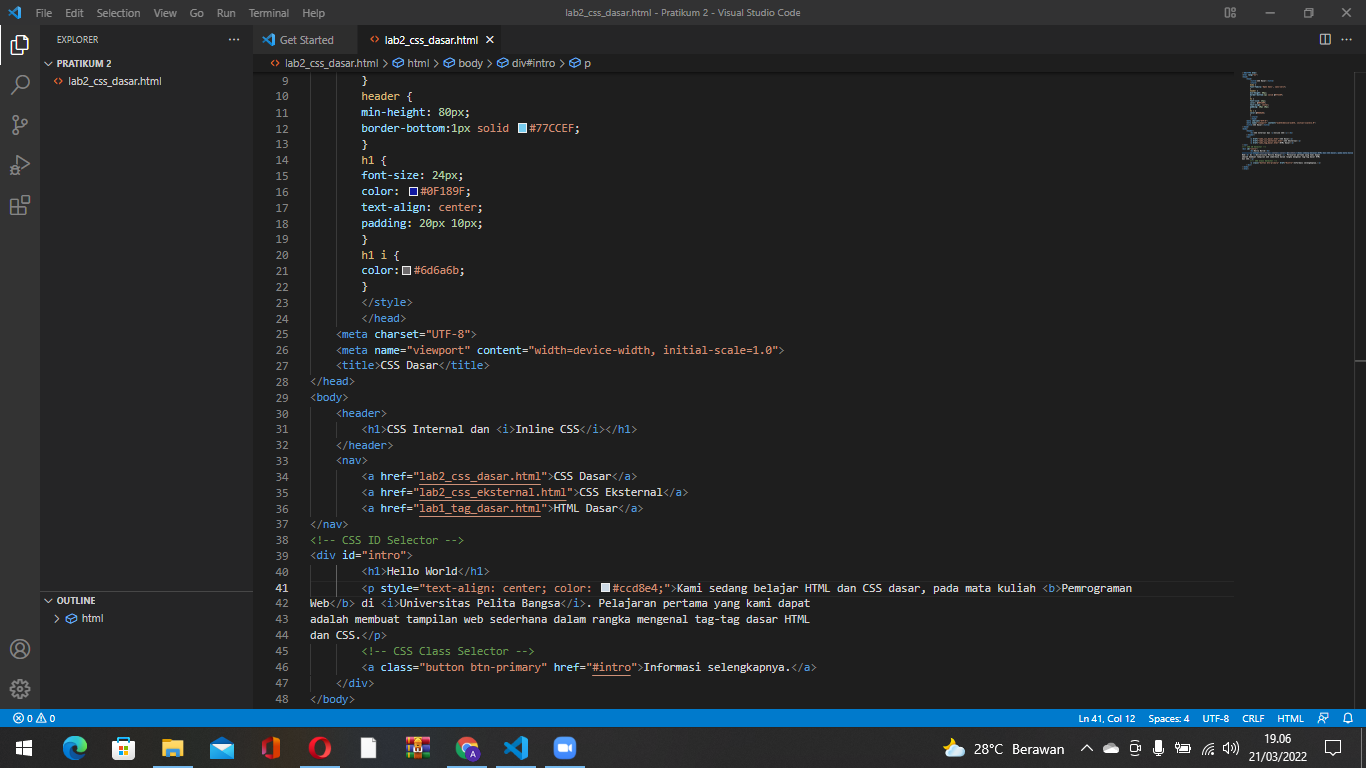 File Edit Selection View Go Run Terminal Help
lab2_css_dasar.html - Pratikum 2 - Visual Studio Code
EXPLORER
PRATIKUM 2
lab2_css_dasar.html
OUTLINE
html
Get Started
lab2_css_dasar.html
lab2_css_dasar.html > html > body > div#intro > p
9 }
10 header {
11 min-height: 80px;
12 border-bottom:1px solid #77CCEF;
13 }
14 h1 {
15 font-size: 24px;
16 color: #0F189F;
17 text-align: center;
18 padding: 20px 10px;
19 }
20 h1 i {
21 color:#6d6a6b;
22 }
23 </style>
24 </head>
25 <meta charset="UTF-8">
26 <meta name="viewport" content="width=device-width, initial-scale=1.0">
27 <title>CSS Dasar</title>
28 </head>
29 <body>
30 <header>
31 <h1>CSS Internal dan <i>Inline CSS</i></h1>
32 </header>
33 <nav>
34 <a href="lab2_css_dasar.html">CSS Dasar</a>
35 <a href="lab2_css_eksternal.html">CSS Eksternal</a>
36 <a href="lab1_tag_dasar.html">HTML Dasar</a>
37 </nav>
38 <!-- CSS ID Selector -->
39 <div id="intro">
40 <h1>Hello World</h1>
41 <p style="text-align: center; color: #ccd8e4;">Kami sedang belajar HTML dan CSS dasar, pada mata kuliah <b>Pemrograman
42 Web</b> di <i>Universitas Pelita Bangsa</i>. Pelajaran pertama yang kami dapat
43 adalah membuat tampilan web sederhana dalam rangka mengenal tag-tag dasar HTML
44 dan CSS.</p>
45 <!-- CSS Class Selector -->
46 <a class="button btn-primary" href="#intro">Informasi selengkapnya.</a>
47 </div>
48 </body>
0 0
Ln 41, Col 12 Spaces: 4 UTF-8 CRLF HTML
28°C Berawan
19.06
21/03/2022